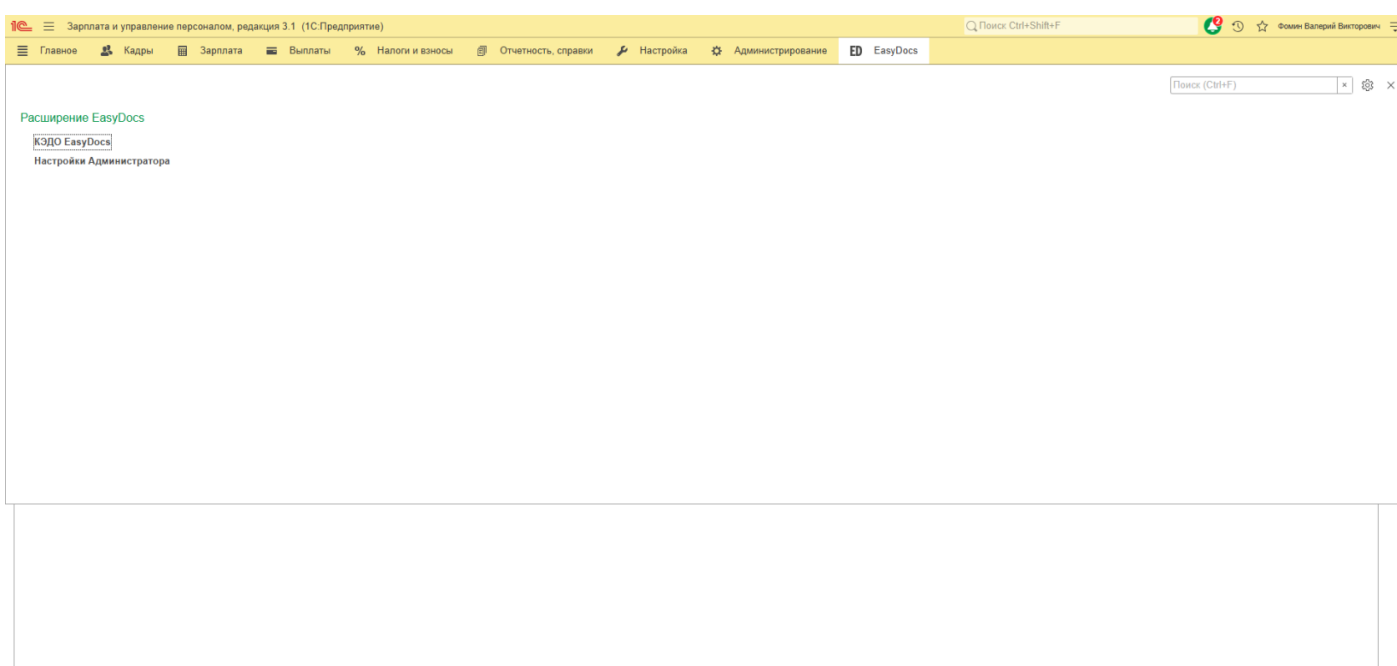 1С Зарплата и управление персоналом, редакция 3.1 (1С:Предприятие) Поиск Ctrl+Shift+F 2 Фомин Валерий Викторович
Главное Кадры Зарплата Выплаты % Налоги и взносы Отчетность, справки Настройка Администрирование ED EasyDocs
Поиск (Ctrl+F) ×
Расширение EasyDocs
КЭДО EasyDocs
Настройки Администратора